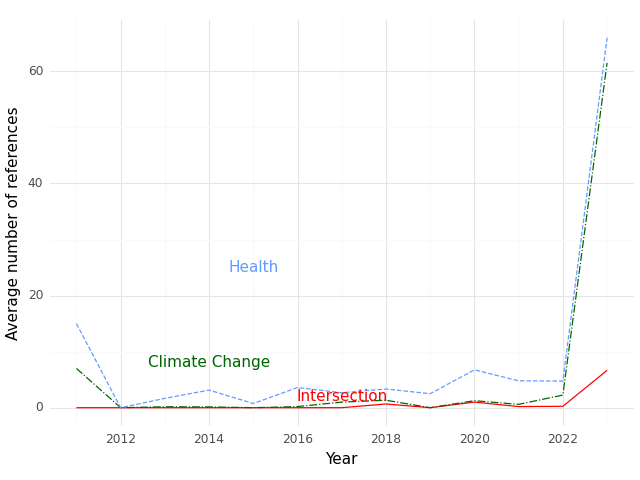 60
40
20
0
Average number of references
Health
Climate Change
Intersection
2012 2014 2016 2018 2020 2022
Year